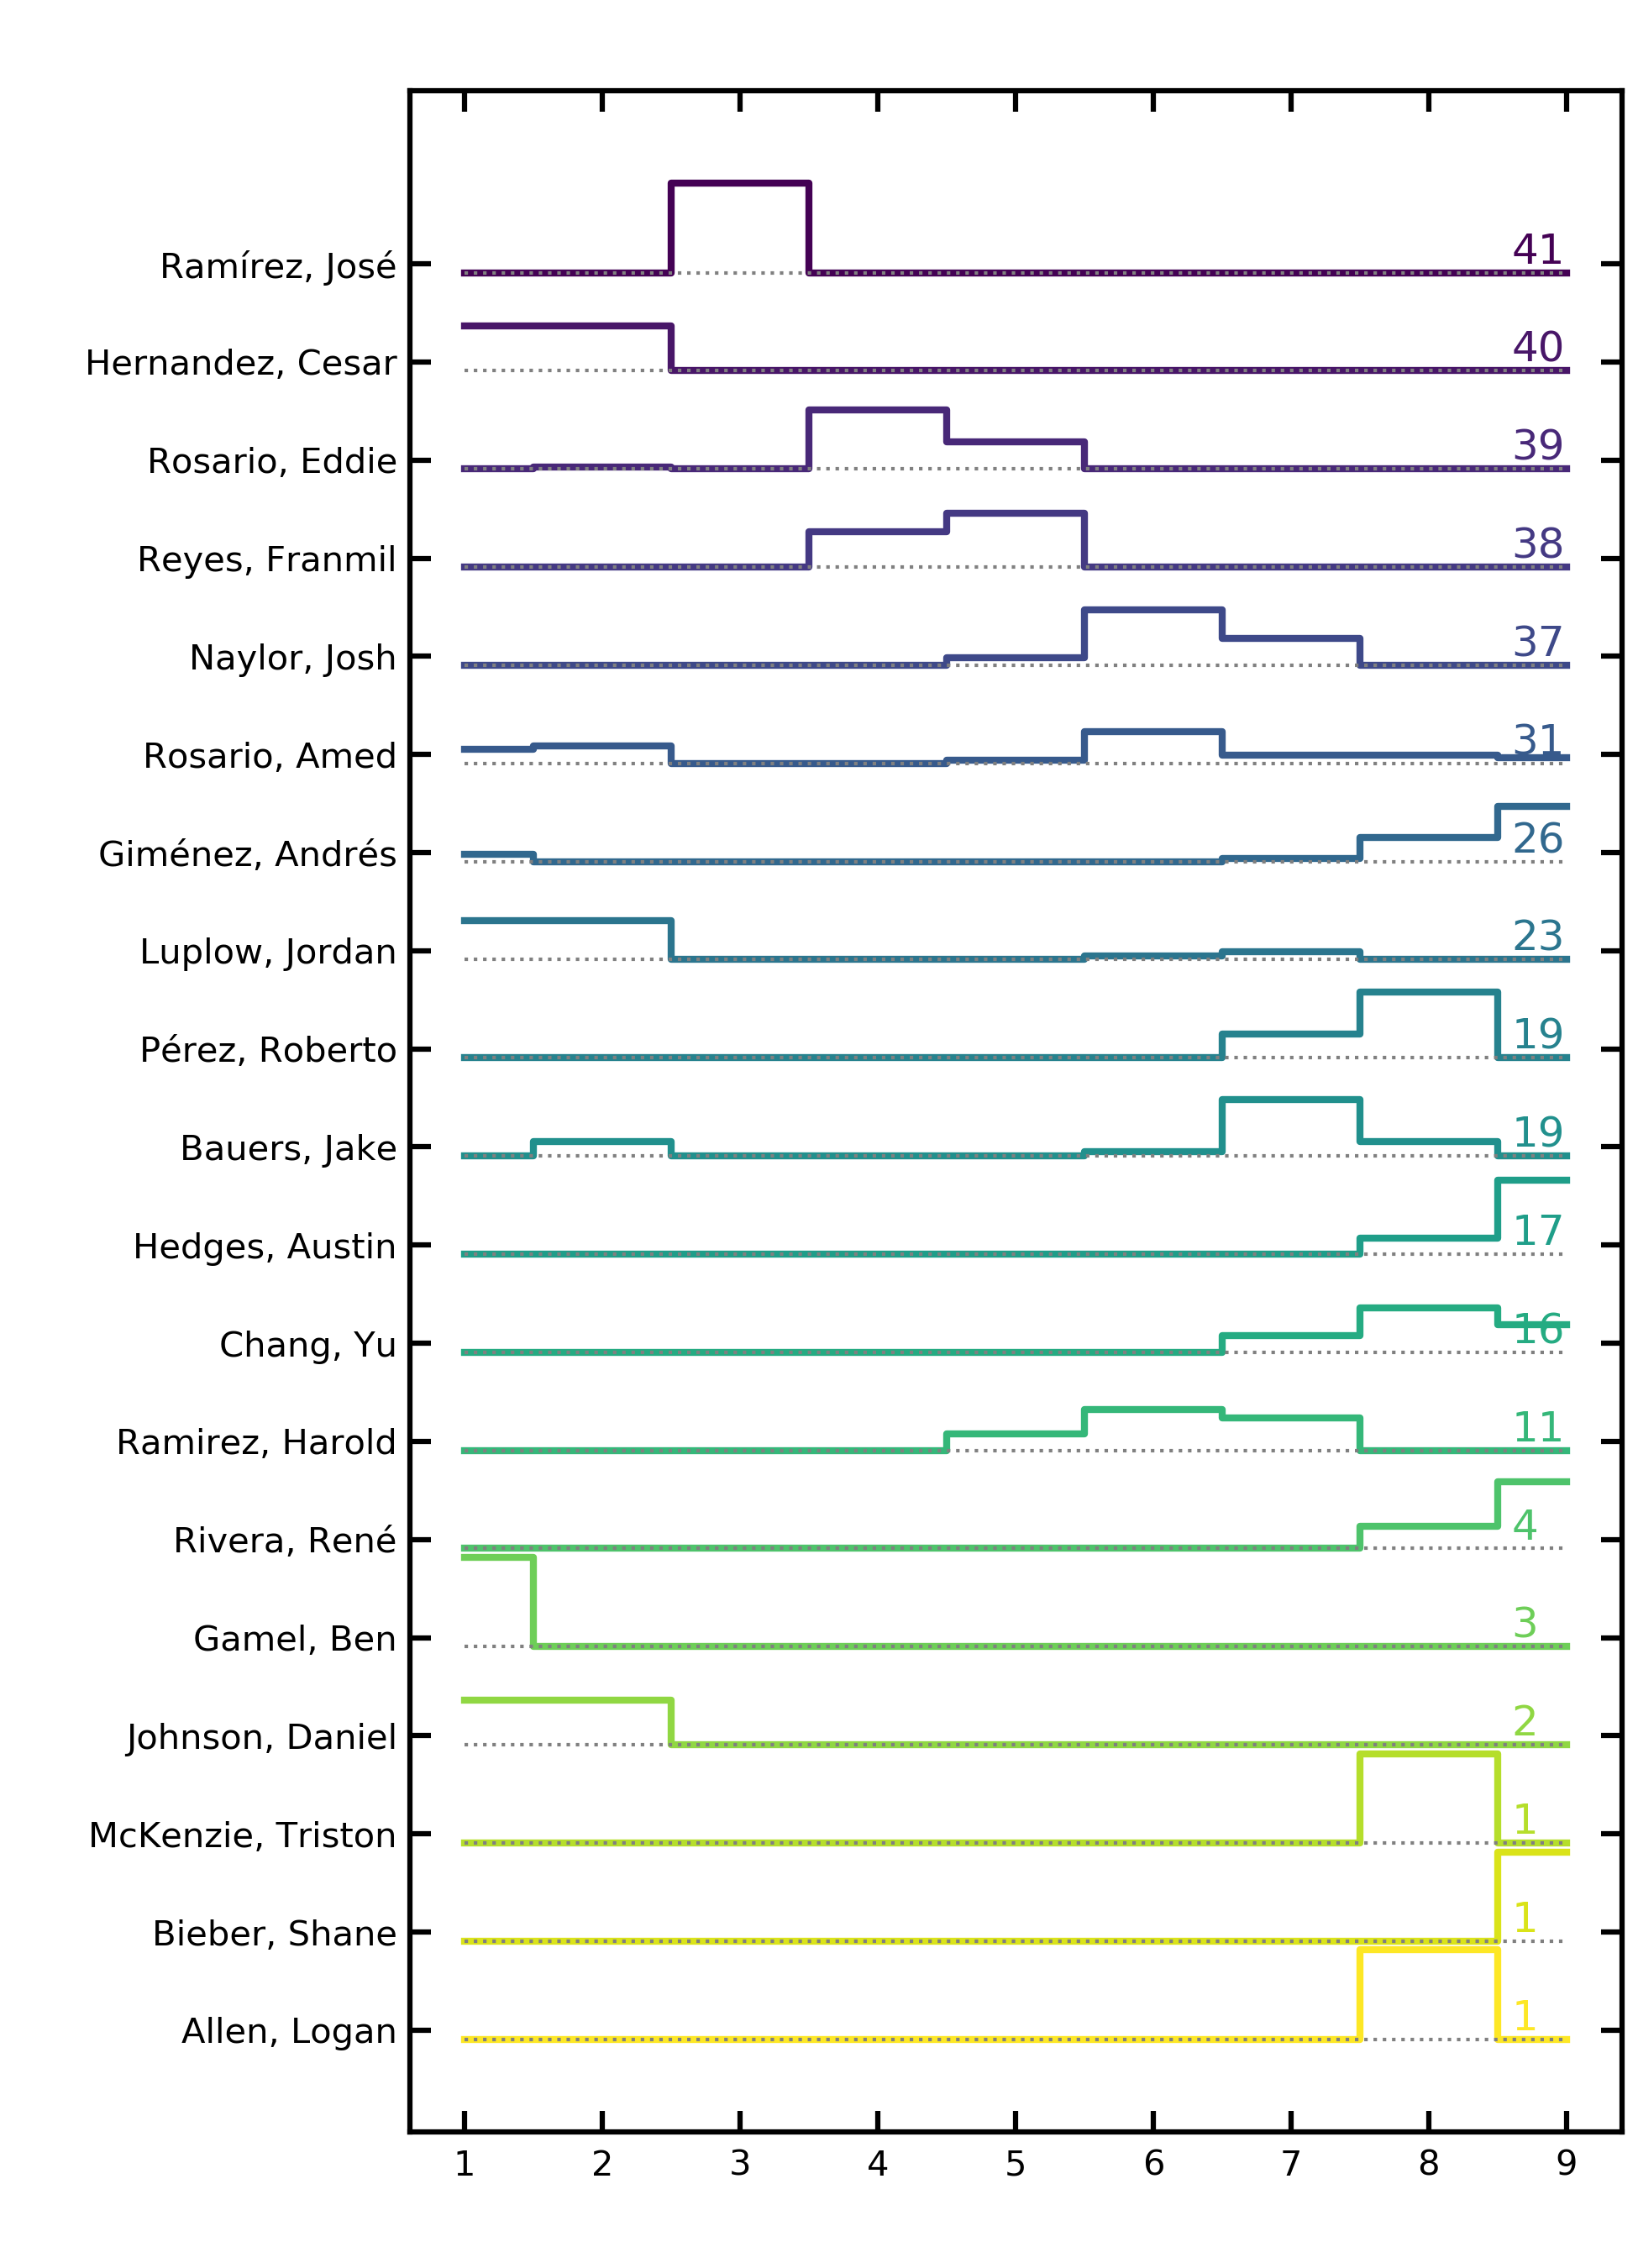 Ramírez, José 41
Hernandez, Cesar 40
Rosario, Eddie 39
Reyes, Franmil 38
Naylor, Josh 37
Rosario, Amed 31
Giménez, Andrés 26
Luplow, Jordan 23
Pérez, Roberto 19
Bauers, Jake 19
Hedges, Austin 17
Chang, Yu 16
Ramirez, Harold 11
Rivera, René 4
Gamel, Ben 3
Johnson, Daniel 2
McKenzie, Triston 1
Bieber, Shane 1
Allen, Logan 1
1 2 3 4 5 6 7 8 9